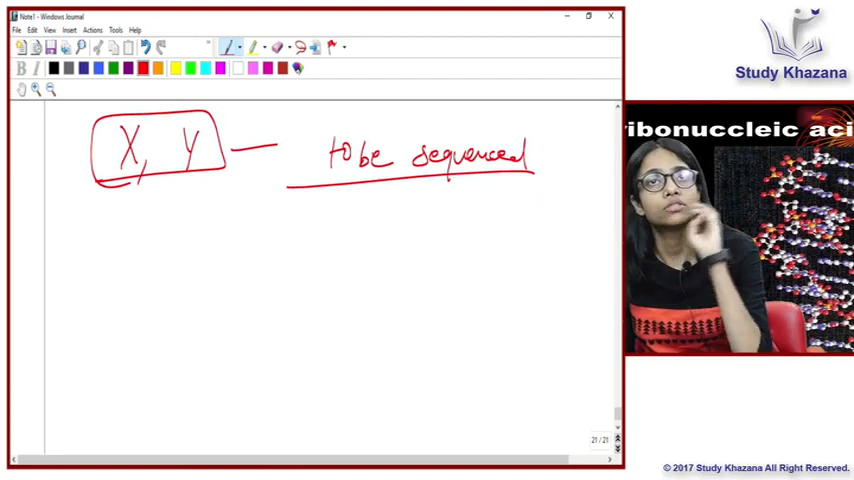 Note1 - Windows Journal
File Edit View Insert Actions Tools Help
B I
X, Y — to be sequenced
21 / 21
Study Khazana
ribonuccleic aci
© 2017 Study Khazana All Rights Reserved.